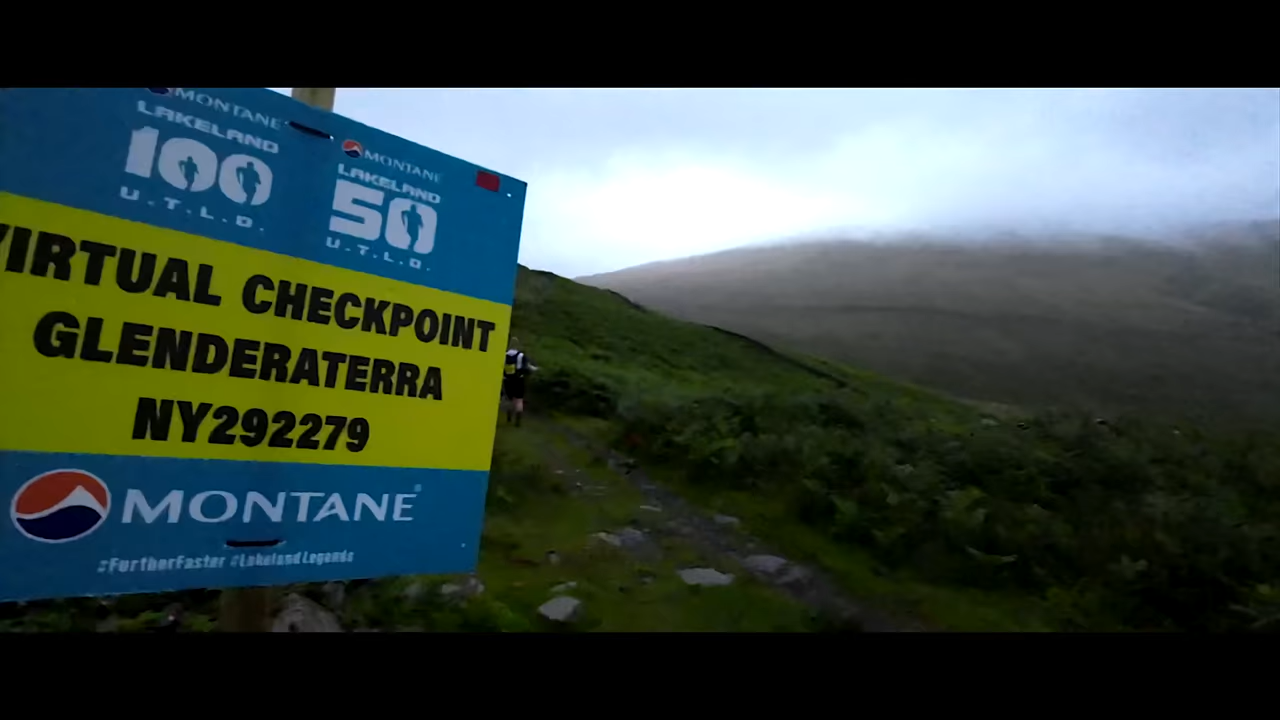 MONTANE
LAKELAND
100
U.T.L.D.
MONTANE
LAKELAND
50
U.T.L.D.
VIRTUAL CHECKPOINT
GLENDERATERRA
NY292279
MONTANE
#FurtherFaster #LakelandLegends